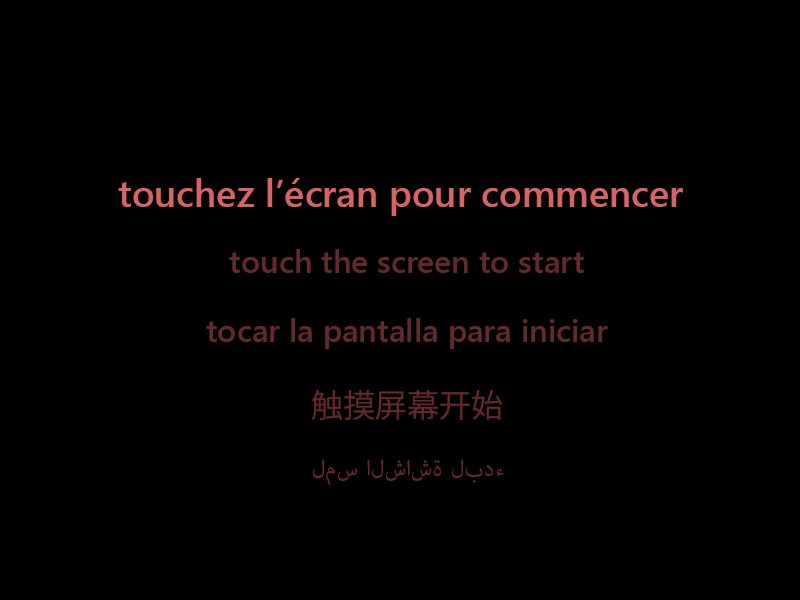 touchez l’écran pour commencer
touch the screen to start
tocar la pantalla para iniciar
触摸屏幕开始
لمس الشاشة لبدء